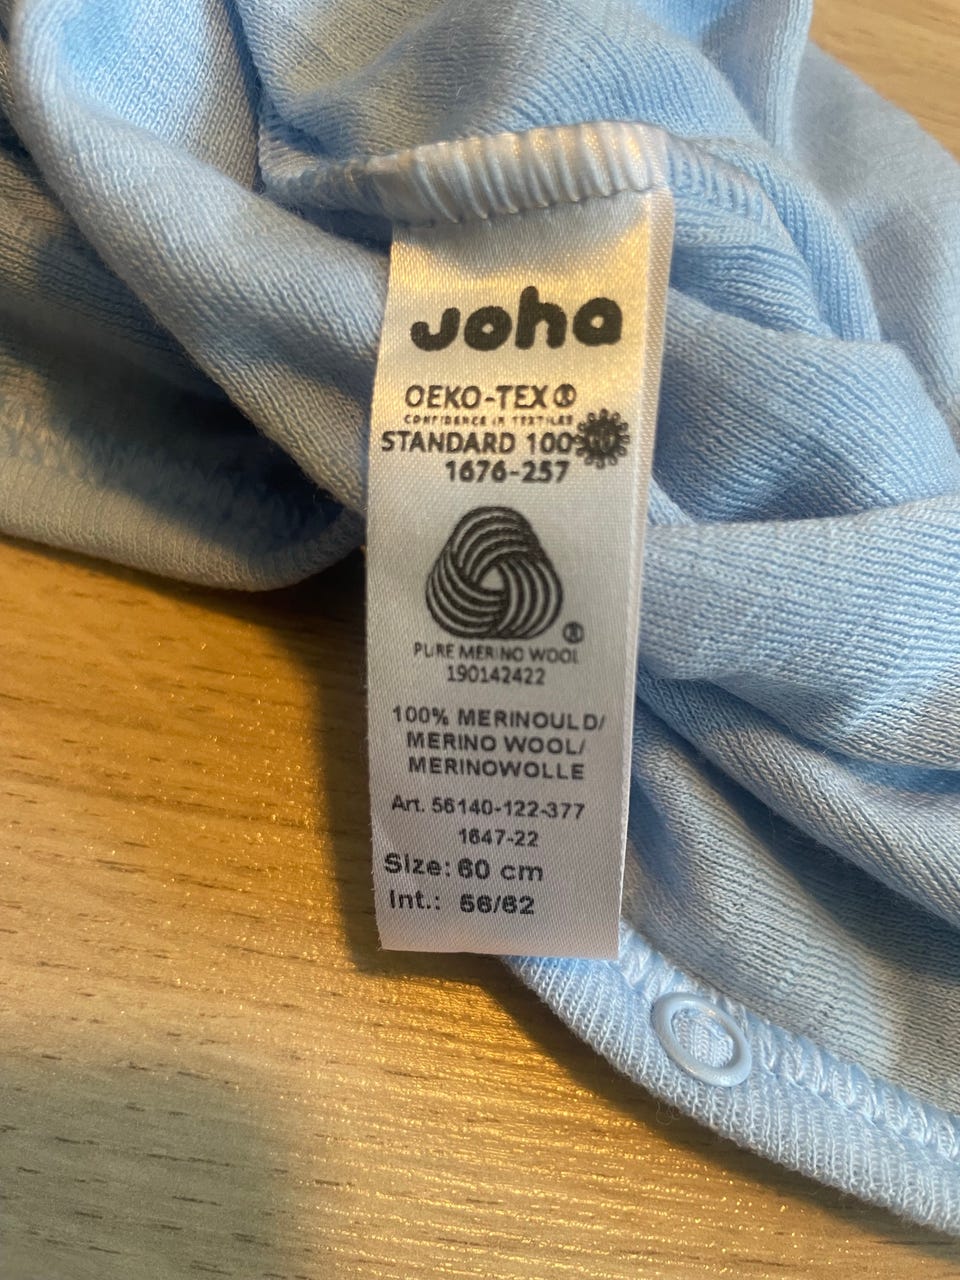 Joha
OEKO-TEX®
CONFIDENCE IN TEXTILES
STANDARD 100
1676-257
®
PURE MERINO WOOL
190142422
100% MERINOULD/
MERINO WOOL/
MERINOWOLLE
Art. 56140-122-377
1647-22
Size: 60 cm
Int.: 56/62